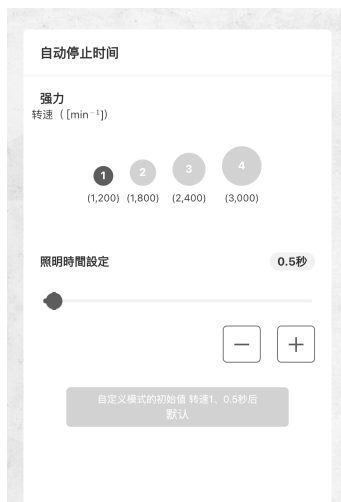 自动停止时间
强力
转速（ [min⁻¹]）
1 2 3 4
(1,200) (1,800) (2,400) (3,000)
照明時間設定 0.5秒
− +
自定义模式的初始值 转速1、0.5秒后
默认